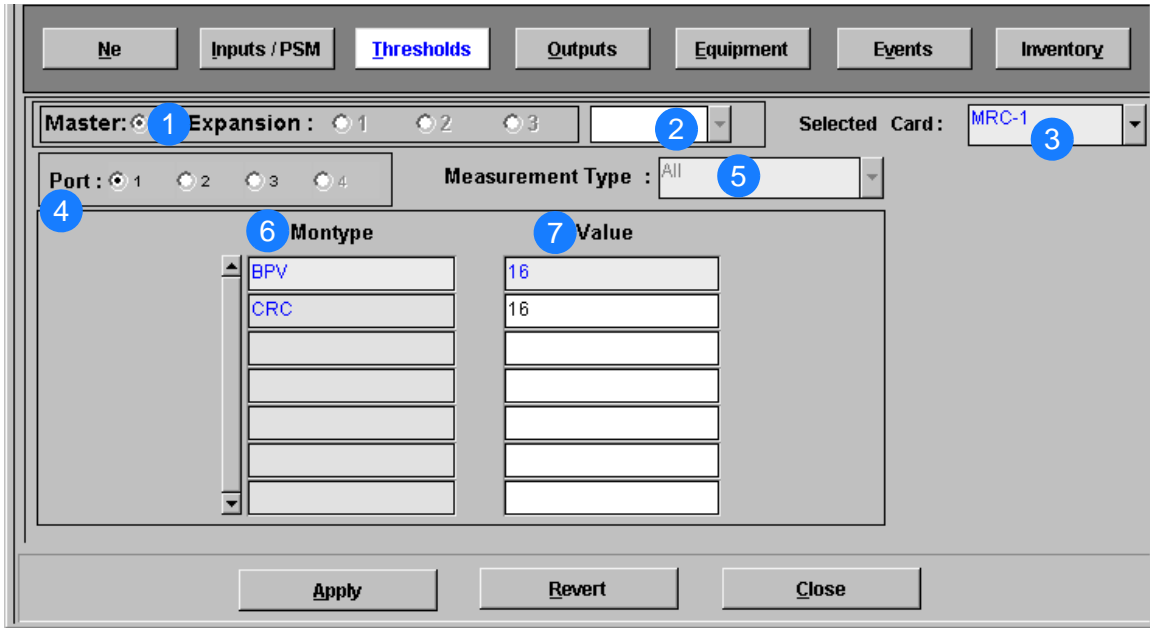 Ne Inputs / PSM Thresholds Outputs Equipment Events Inventory
Master: 1 Expansion : 1 2 3 2 Selected Card : MRC-1 3
Port : 1 2 3 4 Measurement Type : All 5
4
6 Montype 7 Value
BPV 16
CRC 16
Apply Revert Close